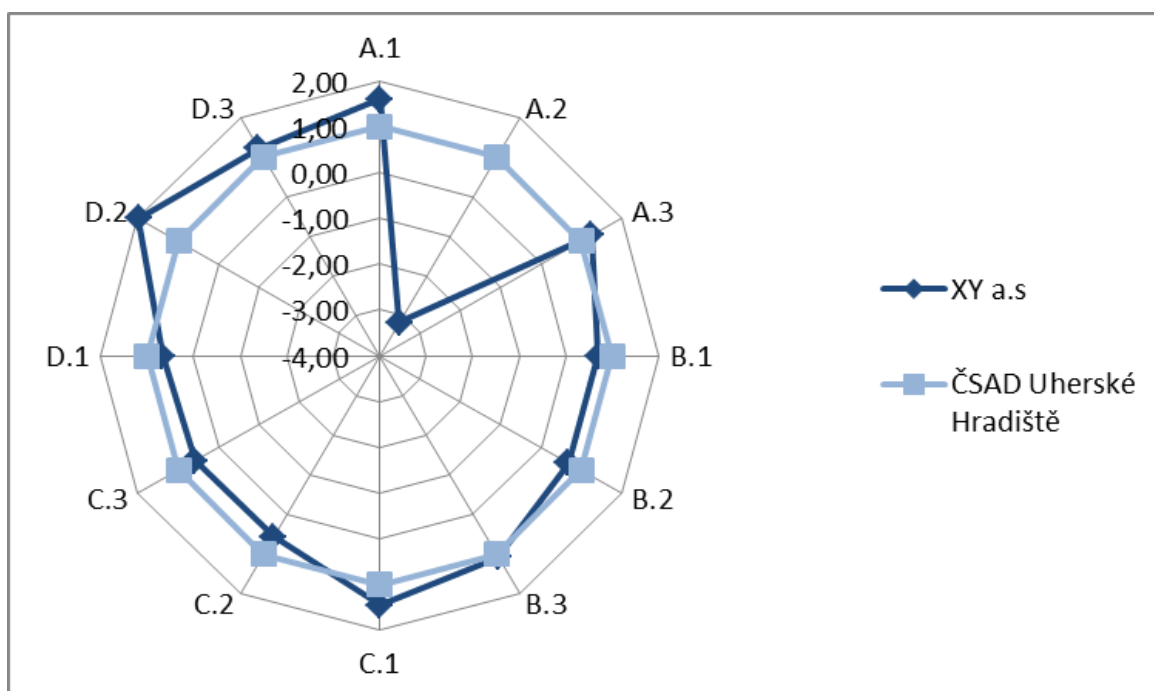 A.1
A.2
A.3
B.1
B.2
B.3
C.1
C.2
C.3
D.1
D.2
D.3
2,00
1,00
0,00
-1,00
-2,00
-3,00
-4,00
XY a.s
ČSAD Uherské
Hradiště